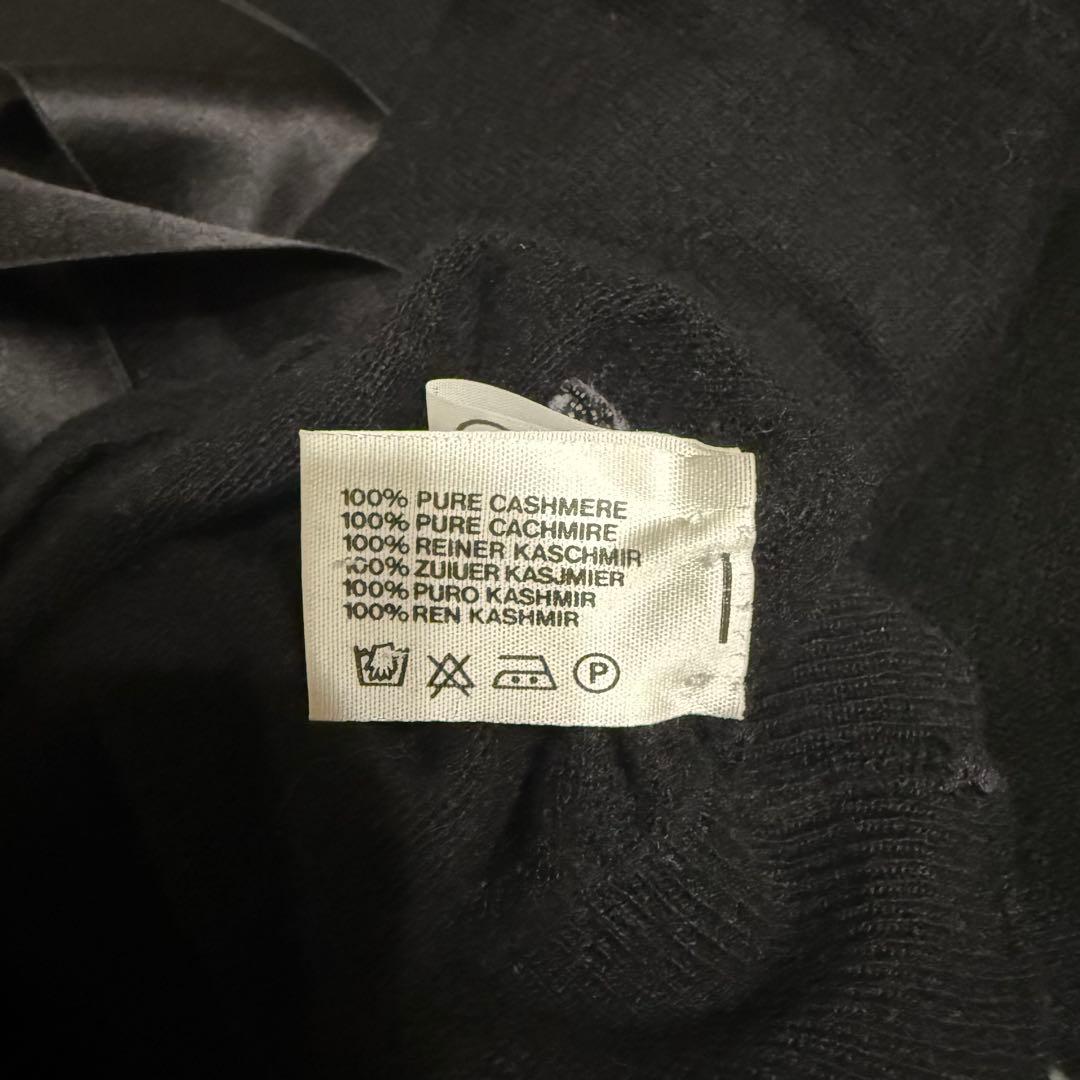 100% PURE CASHMERE
100% PURE CACHMIRE
100% REINER KASCHMIR
100% ZUIUER KASJMIER
100% PURO KASHMIR
100% REN KASHMIR
P